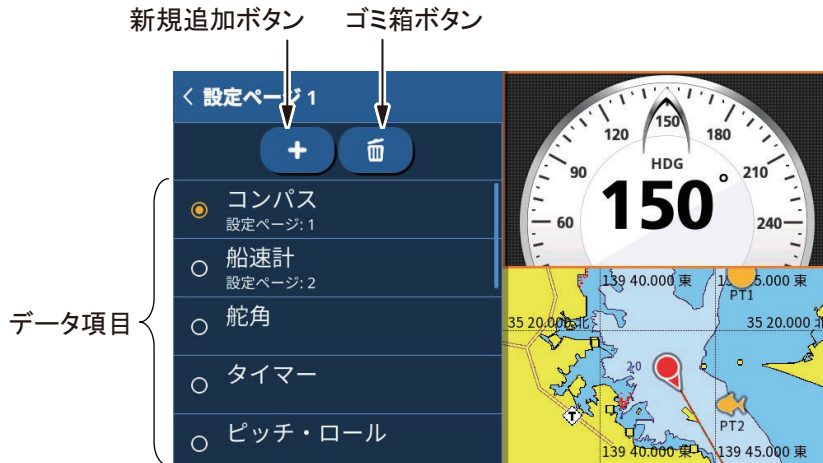 新規追加ボタン
ゴミ箱ボタン
設定ページ 1
コンパス
設定ページ: 1
船速計
設定ページ: 2
舵角
タイマー
ピッチ・ロール
データ項目
60
90
120
150
180
210
240
HDG
150°
139 40.000 東
PT1
35 20.000 北
35 20.000
20
T
PT2
139 40.000 東
139 45.000 東